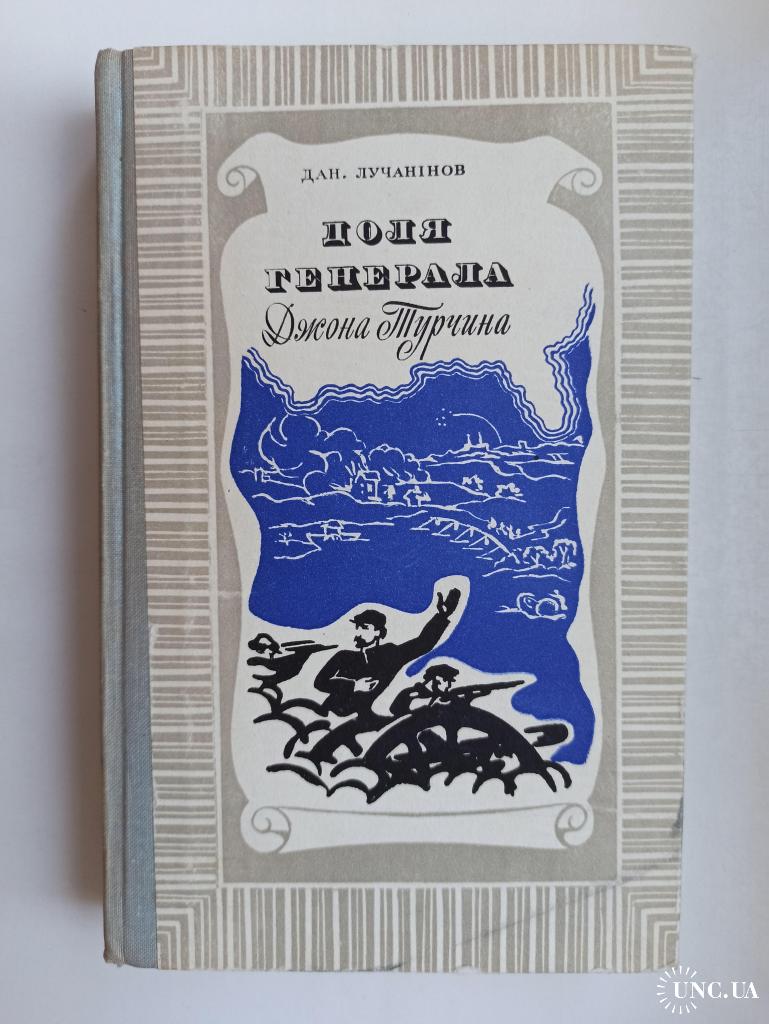 ДАН. ЛУЧАНІНОВ
ДОЛЯ
ГЕНЕРАЛА
Джона Турчина
UNC.UA